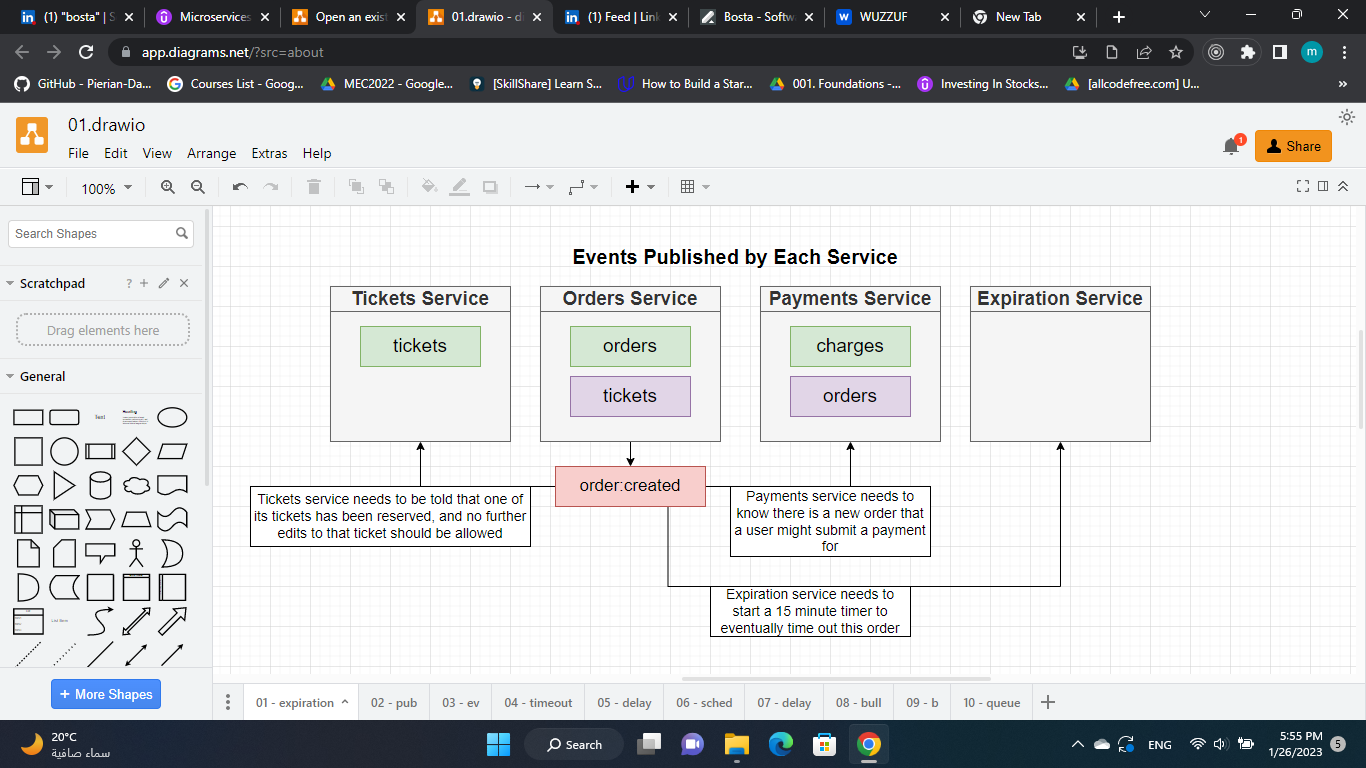 (1) "bosta" | S
Microservices
Open an exist
01.drawio - d
(1) Feed | Link
Bosta - Softw
WUZZUF
New Tab
app.diagrams.net/?src=about
m
GitHub - Pierian-Da...
Courses List - Goog...
MEC2022 - Google...
[SkillShare] Learn S...
How to Build a Star...
001. Foundations -...
Investing In Stocks...
[allcodefree.com] U...
»
01.drawio
File Edit View Arrange Extras Help
1
Share
100%
Search Shapes
Scratchpad
?
Drag elements here
General
Text
Heading
List Item
+ More Shapes
Events Published by Each Service
Tickets Service
tickets
Orders Service
orders
tickets
Payments Service
charges
orders
Expiration Service
order:created
Tickets service needs to be told that one of
its tickets has been reserved, and no further
edits to that ticket should be allowed
Payments service needs to
know there is a new order that
a user might submit a payment
for
Expiration service needs to
start a 15 minute timer to
eventually time out this order
01 - expiration
02 - pub
03 - ev
04 - timeout
05 - delay
06 - sched
07 - delay
08 - bull
09 - b
10 - queue
20°C
سماء صافية
Search
ENG
5:55 PM
1/26/2023
5